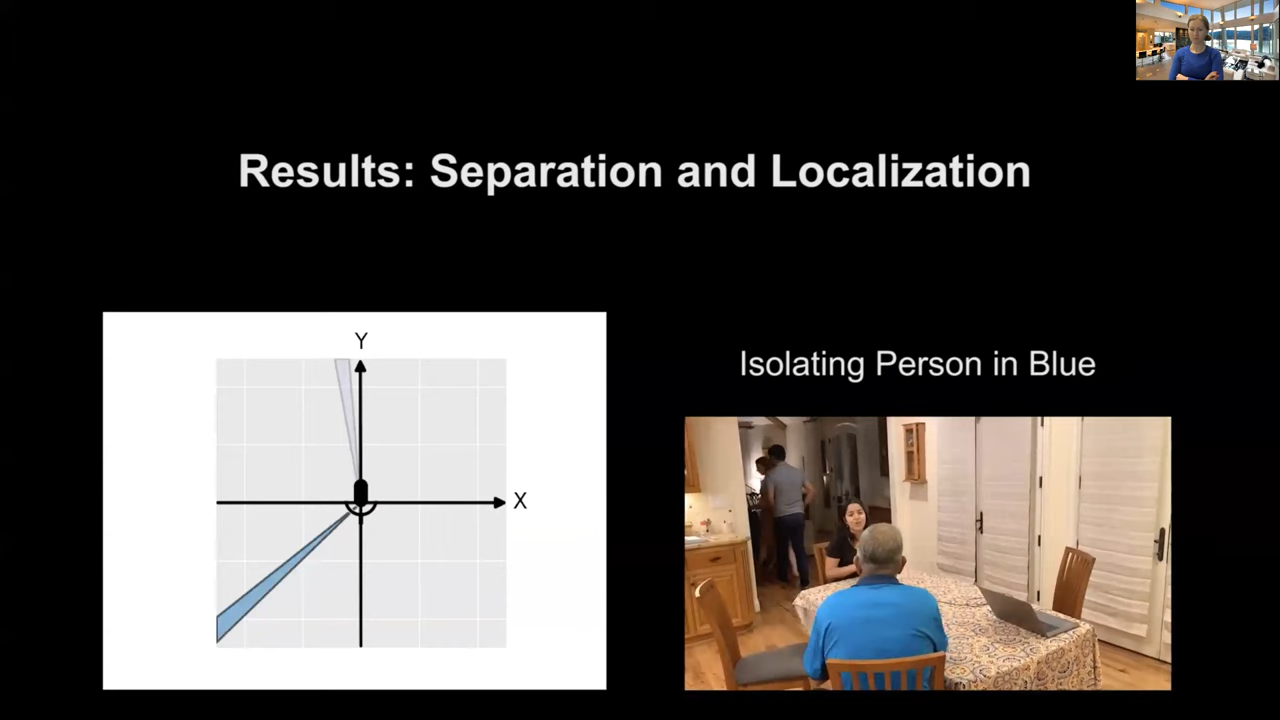 Results: Separation and Localization
Y
X
Isolating Person in Blue